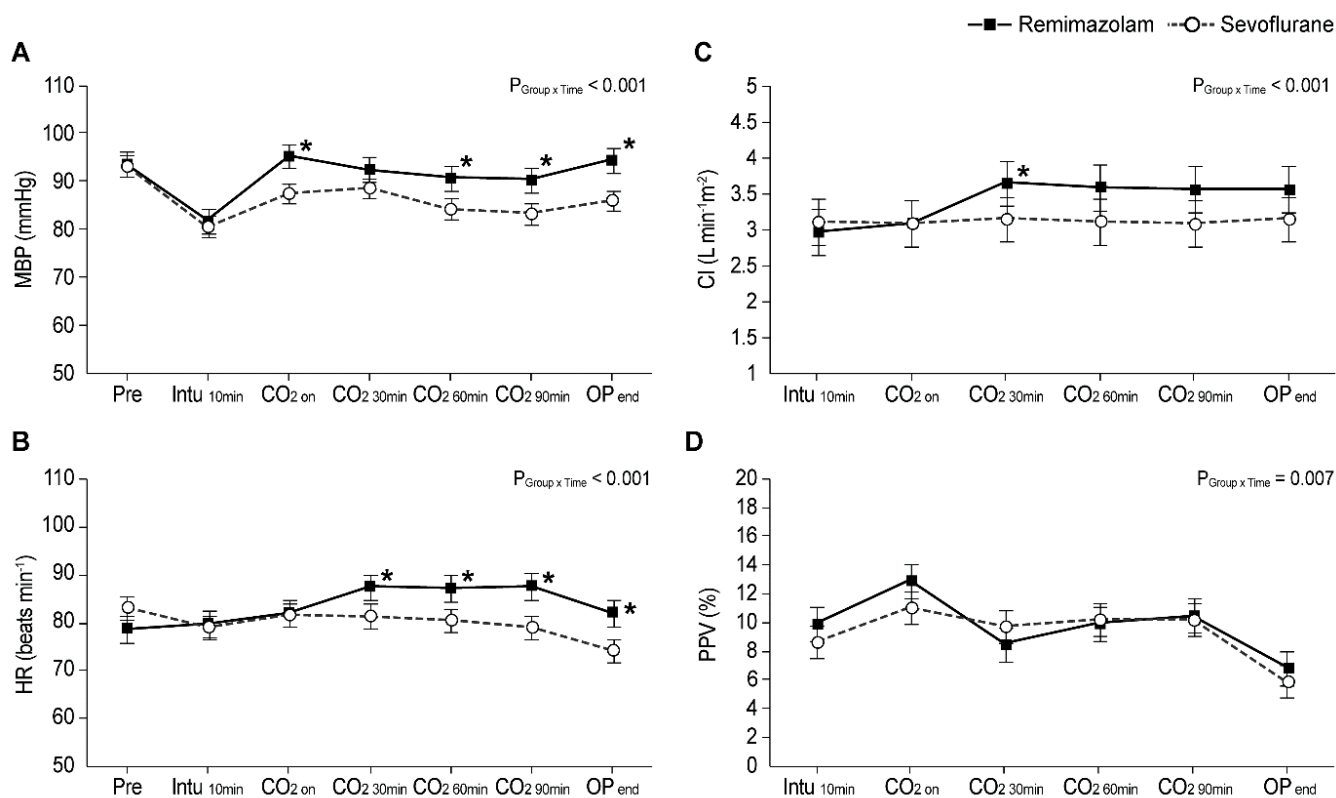 Remimazolam Sevoflurane
A
P Group x Time < 0.001
110
100
90
80
70
60
50
MBP (mmHg)
* * * *
Pre Intu 10min CO2 on CO2 30min CO2 60min CO2 90min OP end
C
P Group x Time < 0.001
5
4.5
4
3.5
3
2.5
2
1.5
1
CI (L min-1m-2)
*
Intu 10min CO2 on CO2 30min CO2 60min CO2 90min OP end
B
P Group x Time < 0.001
110
100
90
80
70
60
50
HR (beats min-1)
* * * *
Pre Intu 10min CO2 on CO2 30min CO2 60min CO2 90min OP end
D
P Group x Time = 0.007
20
18
16
14
12
10
8
6
4
2
0
PPV (%)
Intu 10min CO2 on CO2 30min CO2 60min CO2 90min OP end